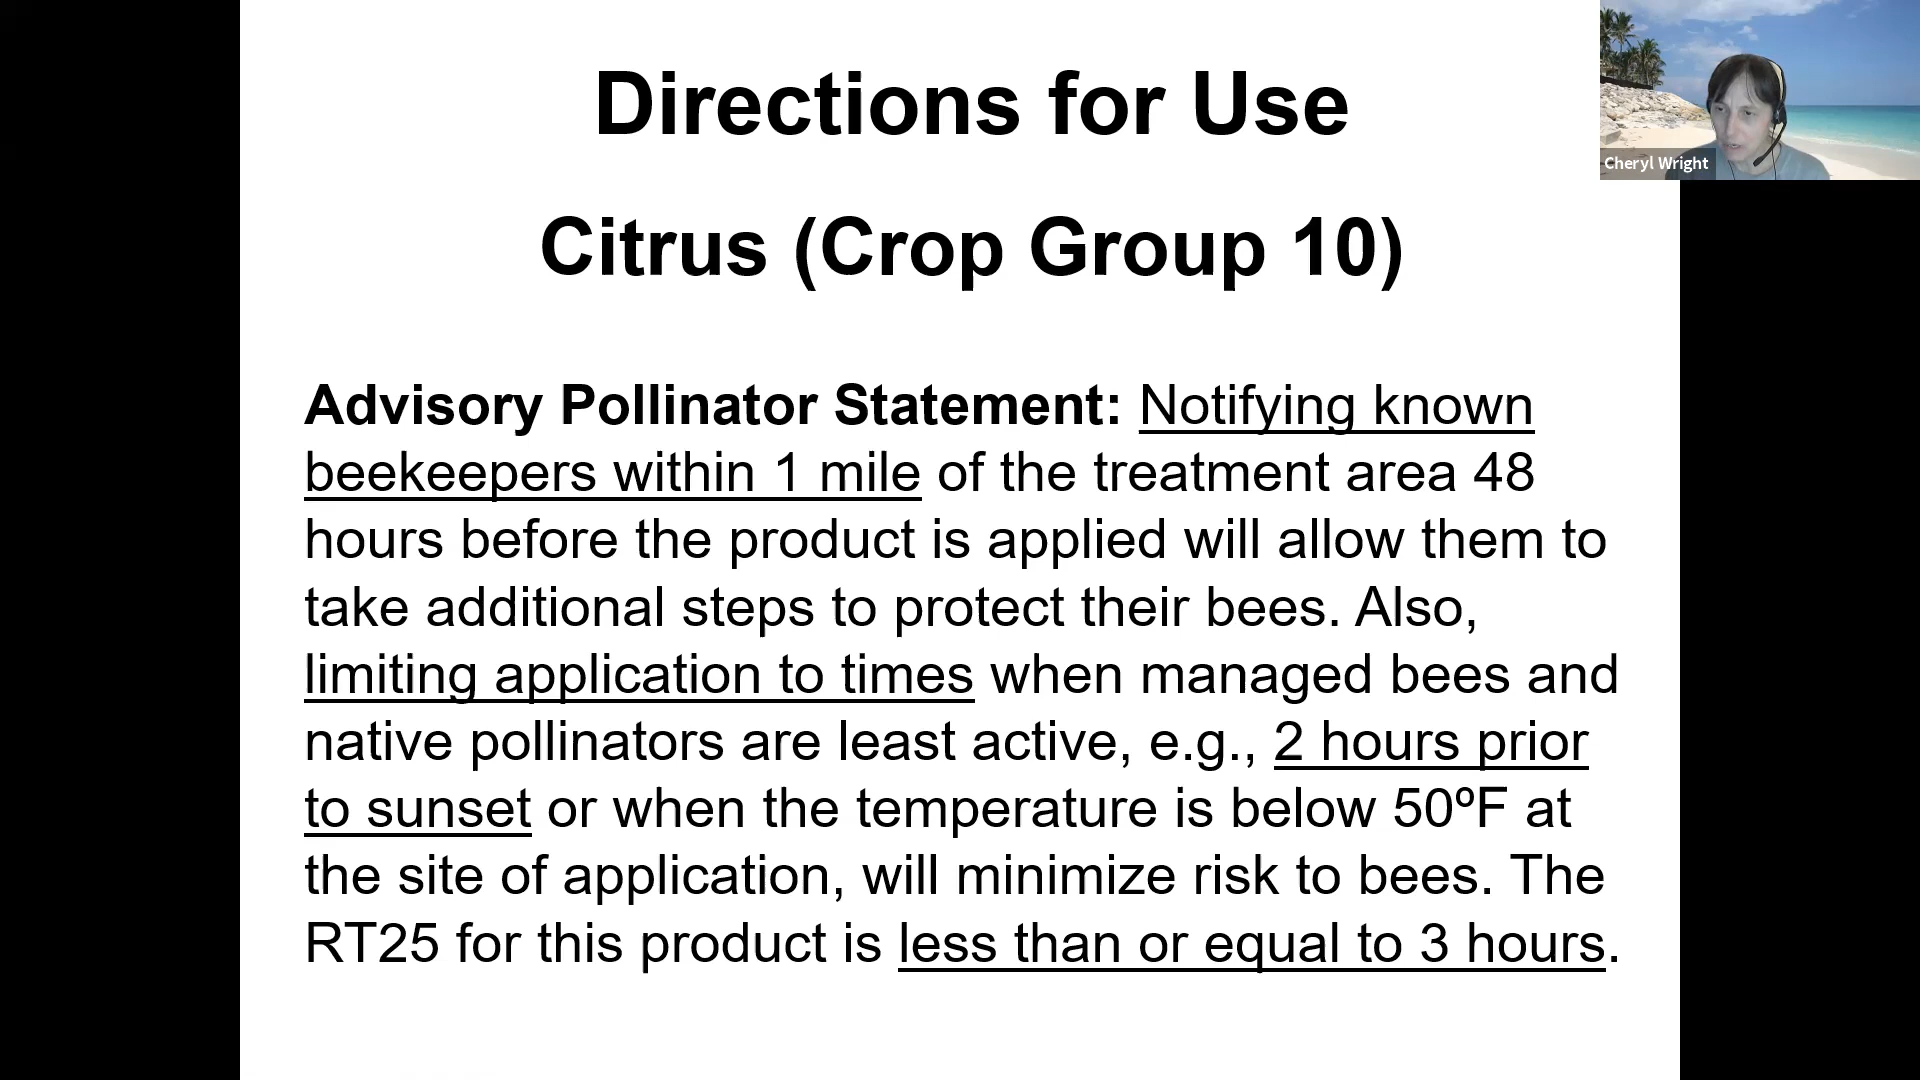 Directions for Use
Citrus (Crop Group 10)
Advisory Pollinator Statement: Notifying known
beekeepers within 1 mile of the treatment area 48
hours before the product is applied will allow them to
take additional steps to protect their bees. Also,
limiting application to times when managed bees and
native pollinators are least active, e.g., 2 hours prior
to sunset or when the temperature is below 50ºF at
the site of application, will minimize risk to bees. The
RT25 for this product is less than or equal to 3 hours.
Cheryl Wright